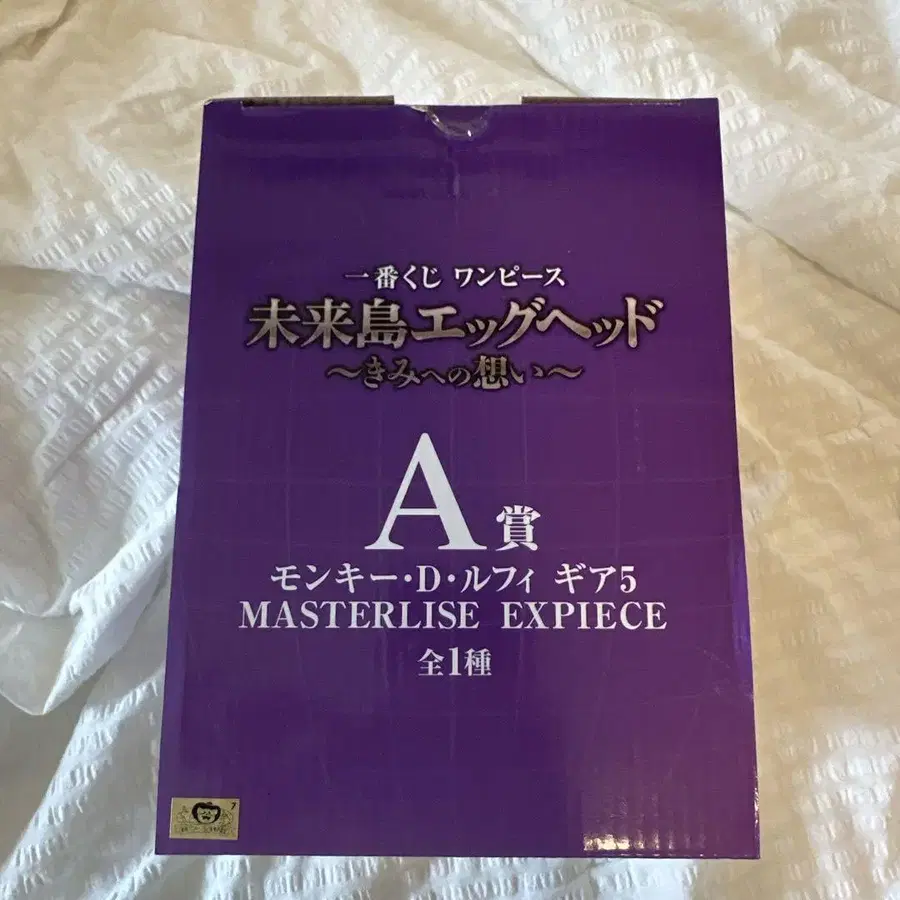 一番くじ ワンピース
未来島エッグヘッド
～きみへの想い～
A賞
モンキー・D・ルフィ ギア5
MASTERLISE EXPIECE
全1種
7